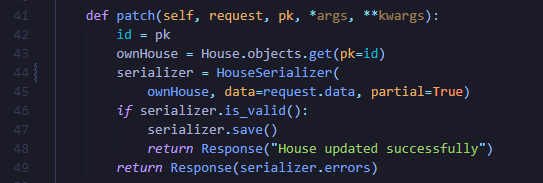 41 def patch(self, request, pk, *args, **kwargs):
42 id = pk
43 ownHouse = House.objects.get(pk=id)
44 serializer = HouseSerializer(
45 ownHouse, data=request.data, partial=True)
46 if serializer.is_valid():
47 serializer.save()
48 return Response("House updated successfully")
49 return Response(serializer.errors)